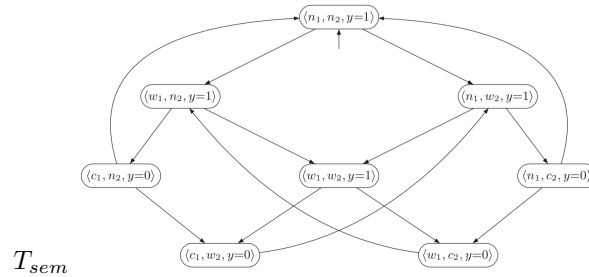 ⟨n₁, n₂, y=1⟩
⟨w₁, n₂, y=1⟩ ⟨n₁, w₂, y=1⟩
⟨c₁, n₂, y=0⟩ ⟨w₁, w₂, y=1⟩ ⟨n₁, c₂, y=0⟩
⟨c₁, w₂, y=0⟩ ⟨w₁, c₂, y=0⟩
T_sem